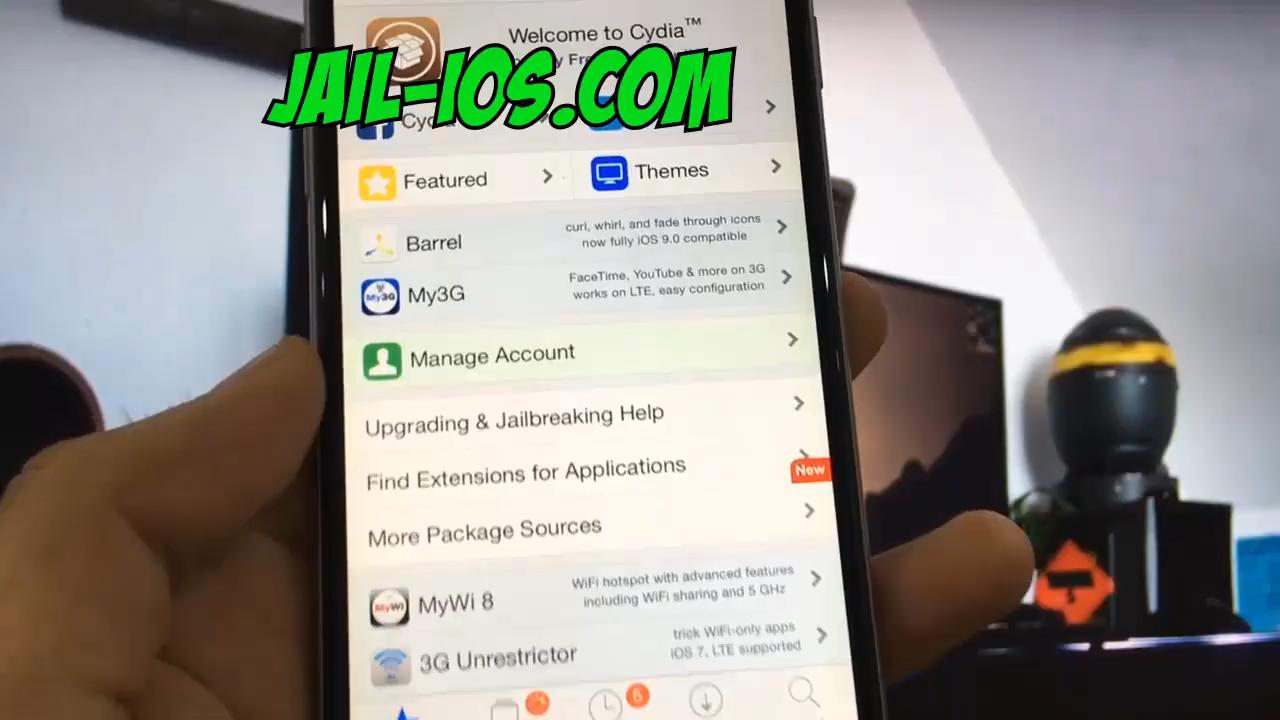 Welcome to Cydia™
JAIL-IOS.COM
Featured
Themes
Barrel
curl, whirl, and fade through icons
now fully iOS 9.0 compatible
My3G
My3G
FaceTime, YouTube & more on 3G
works on LTE, easy configuration
Manage Account
Upgrading & Jailbreaking Help
Find Extensions for Applications
New
More Package Sources
MyWi
MyWi 8
WiFi hotspot with advanced features
including WiFi sharing and 5 GHz
3G Unrestrictor
trick WiFi-only apps
iOS 7, LTE supported